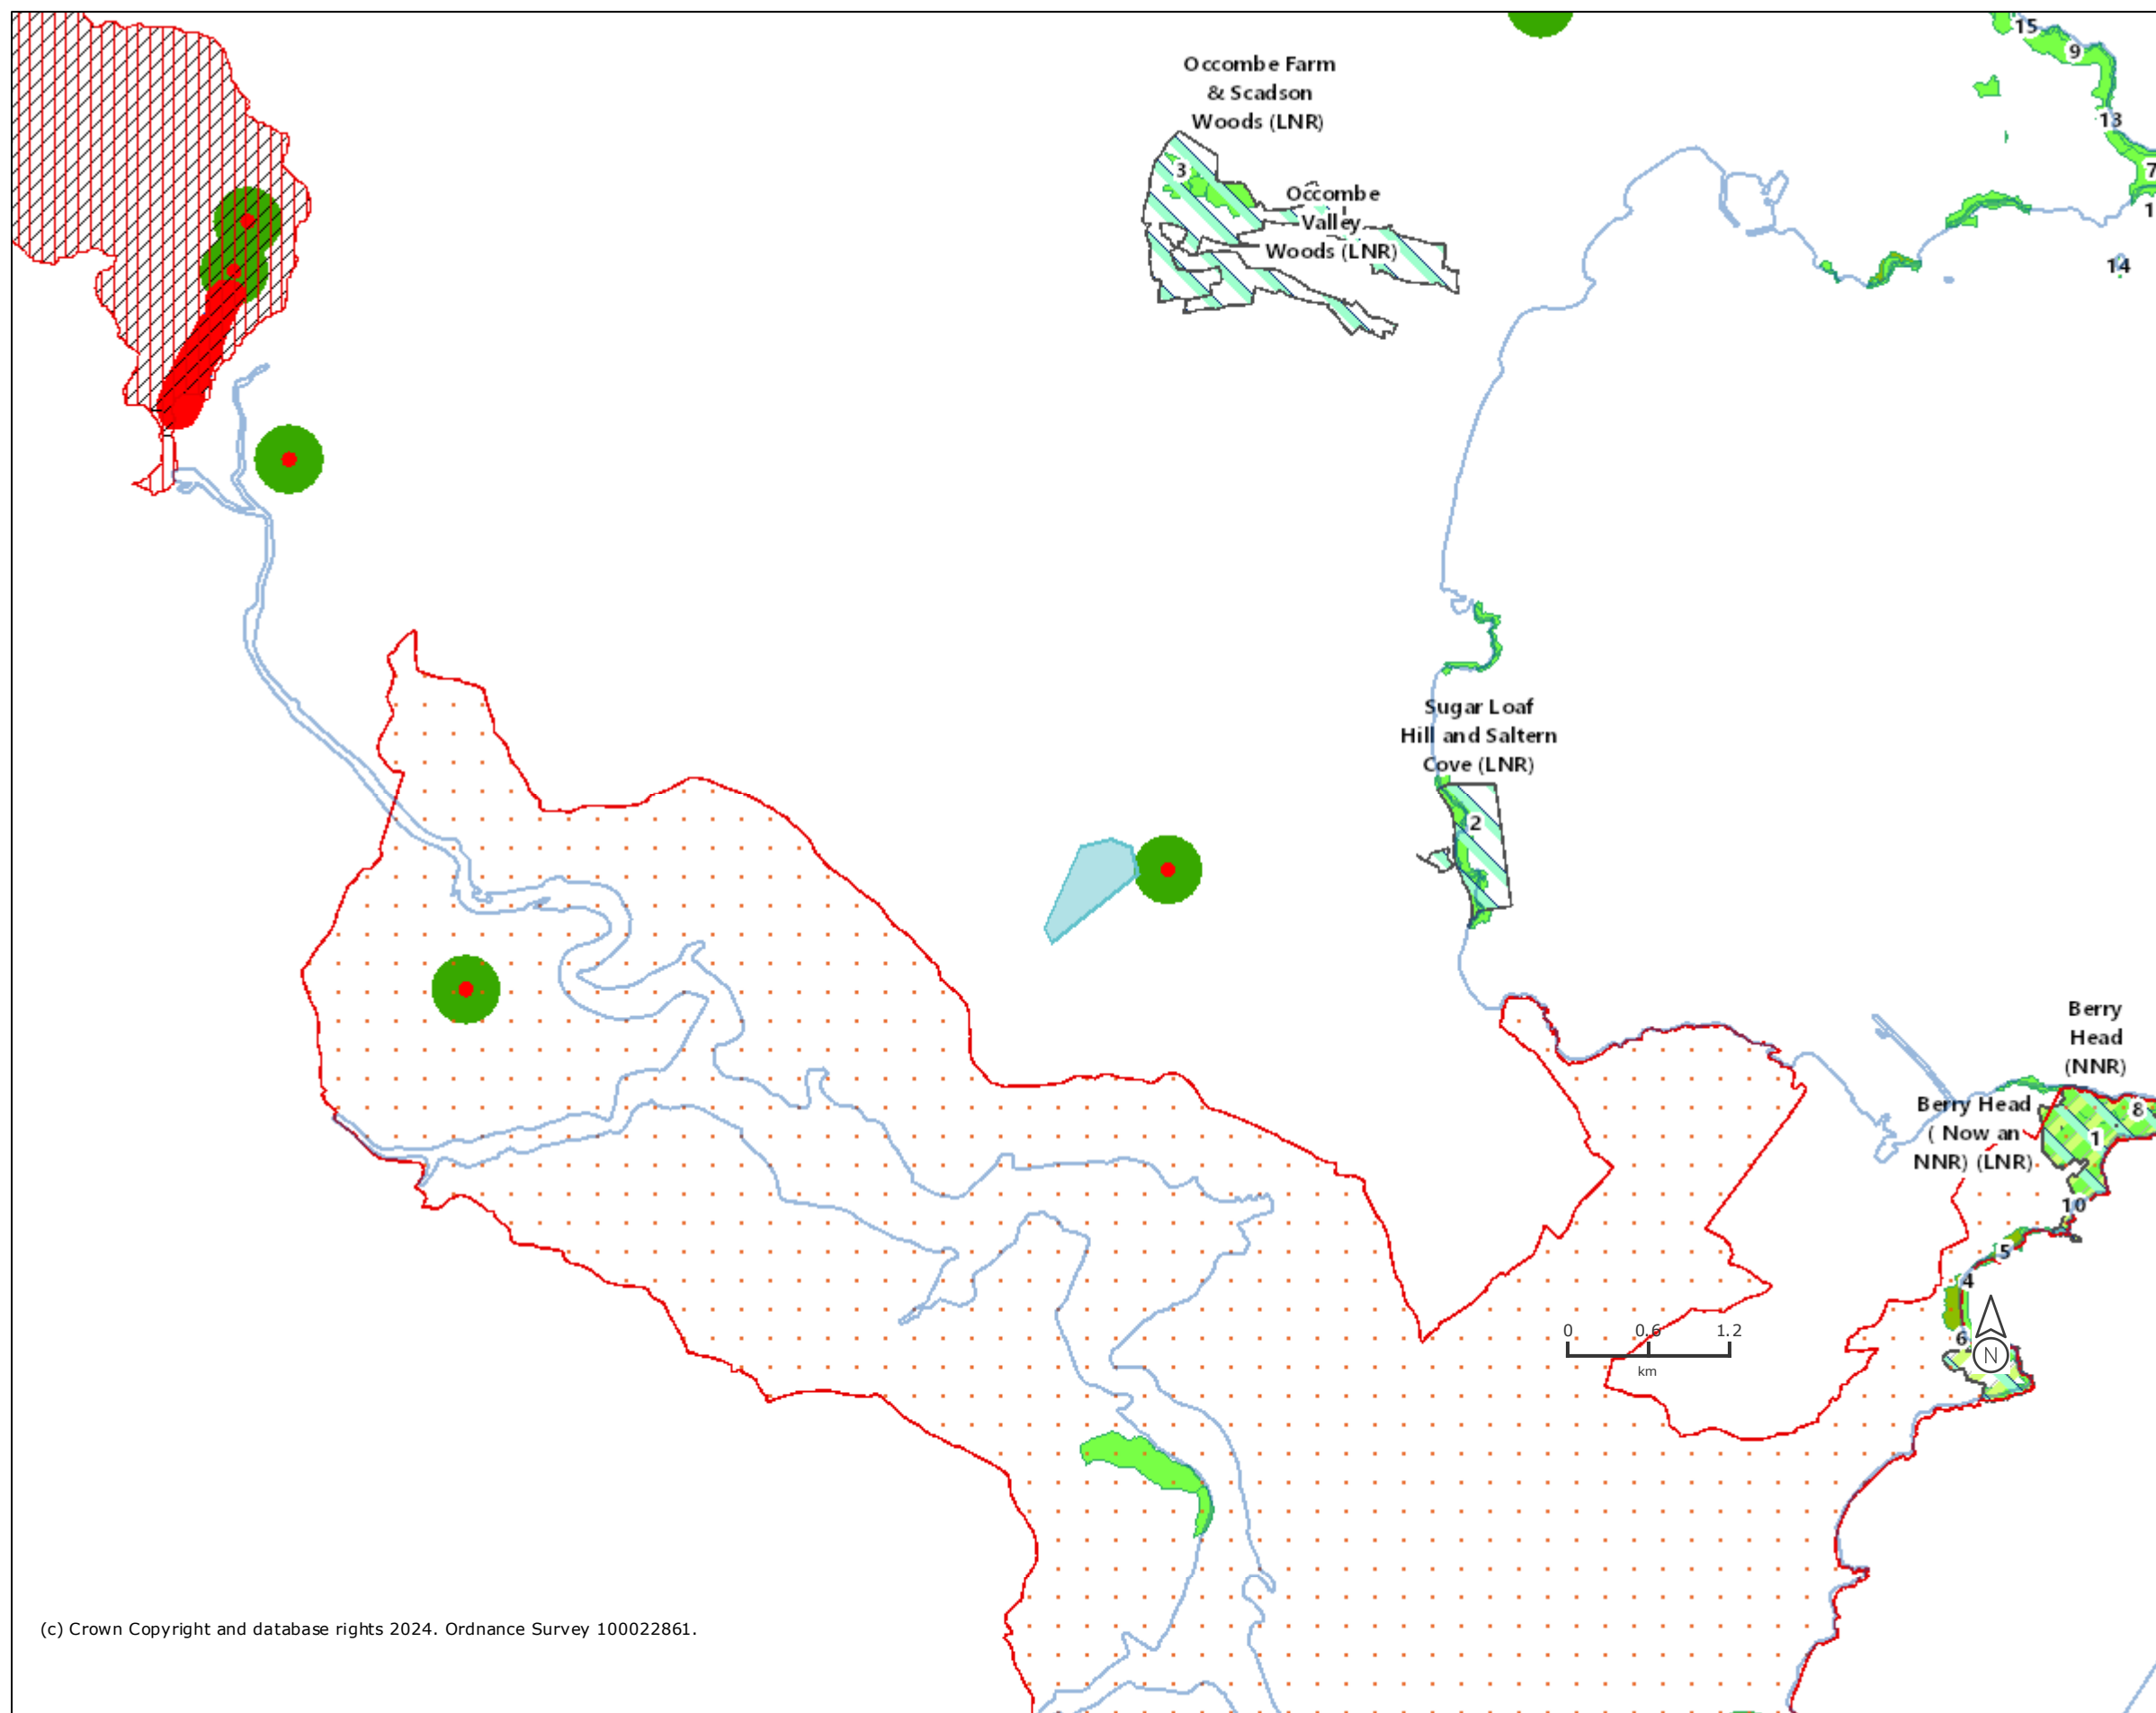 15
9
Occombe Farm
& Scadson
Woods (LNR)
13
3
7
Occombe
Valley
Woods (LNR)
1
14
Sugar Loaf
Hill and Saltern
Cove (LNR)
2
Berry
Head
(NNR)
Berry Head
( Now an
NNR) (LNR)
8
1
10
5
4
6
N
0 0.6 1.2
km
(c) Crown Copyright and database rights 2024. Ordnance Survey 100022861.